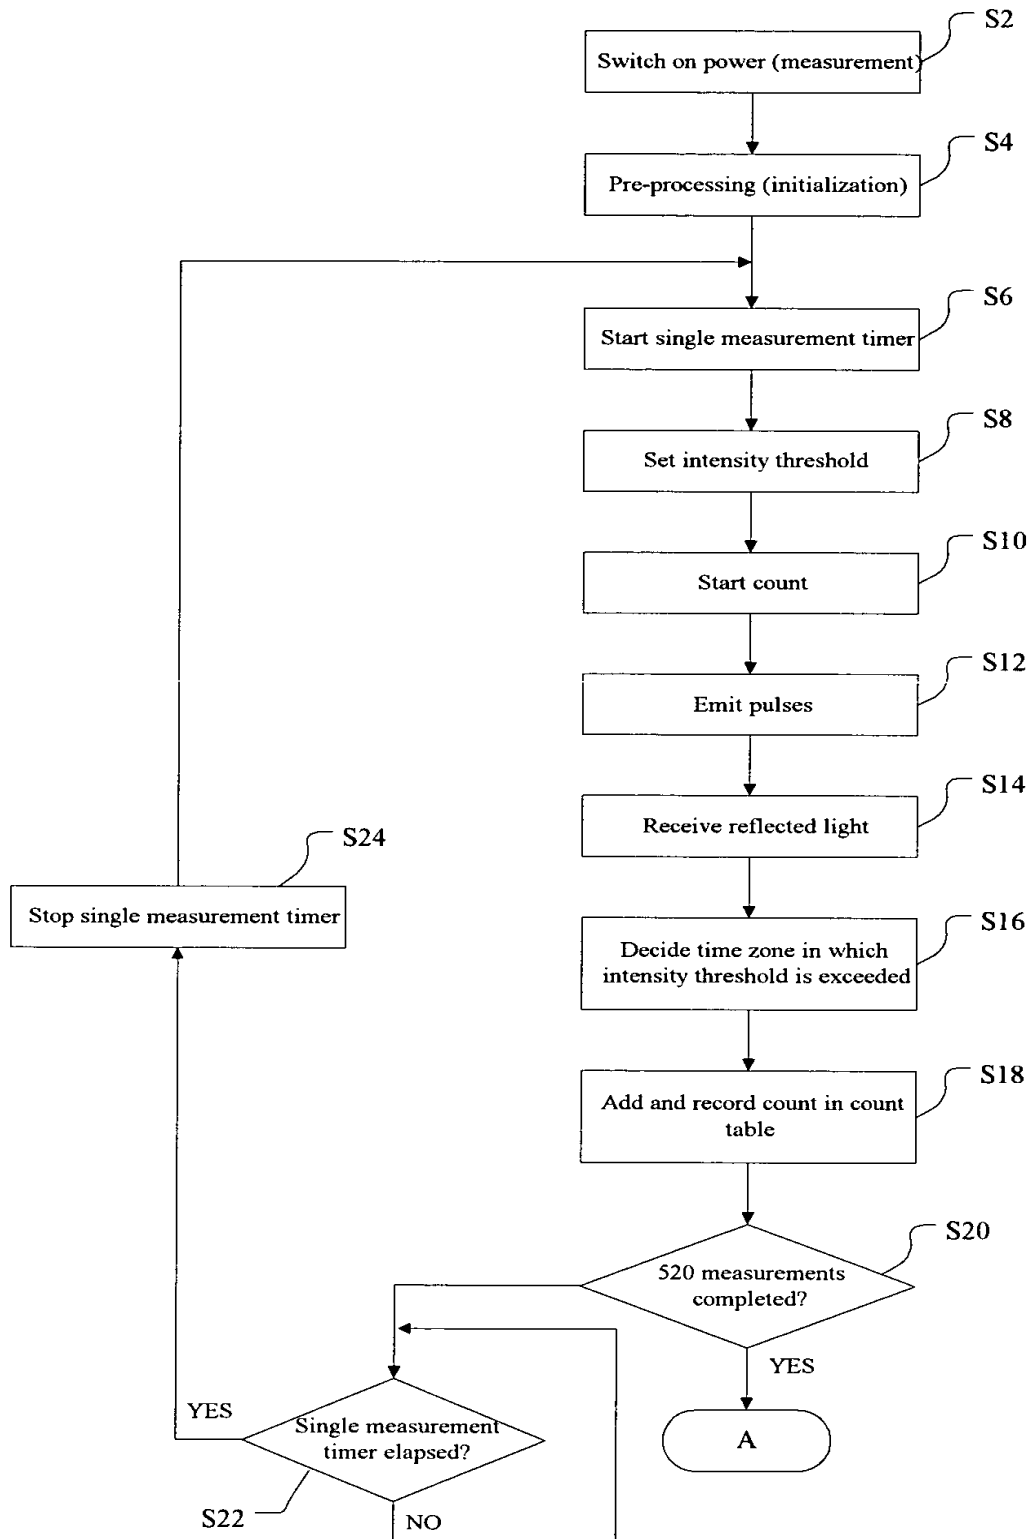 S2
Switch on power (measurement)
S4
Pre-processing (initialization)
S6
Start single measurement timer
S8
Set intensity threshold
S10
Start count
S12
Emit pulses
S14
Receive reflected light
S24
Stop single measurement timer
S16
Decide time zone in which
intensity threshold is exceeded
S18
Add and record count in count
table
S20
520 measurements
completed?
YES
A
YES
Single measurement
timer elapsed?
S22
NO